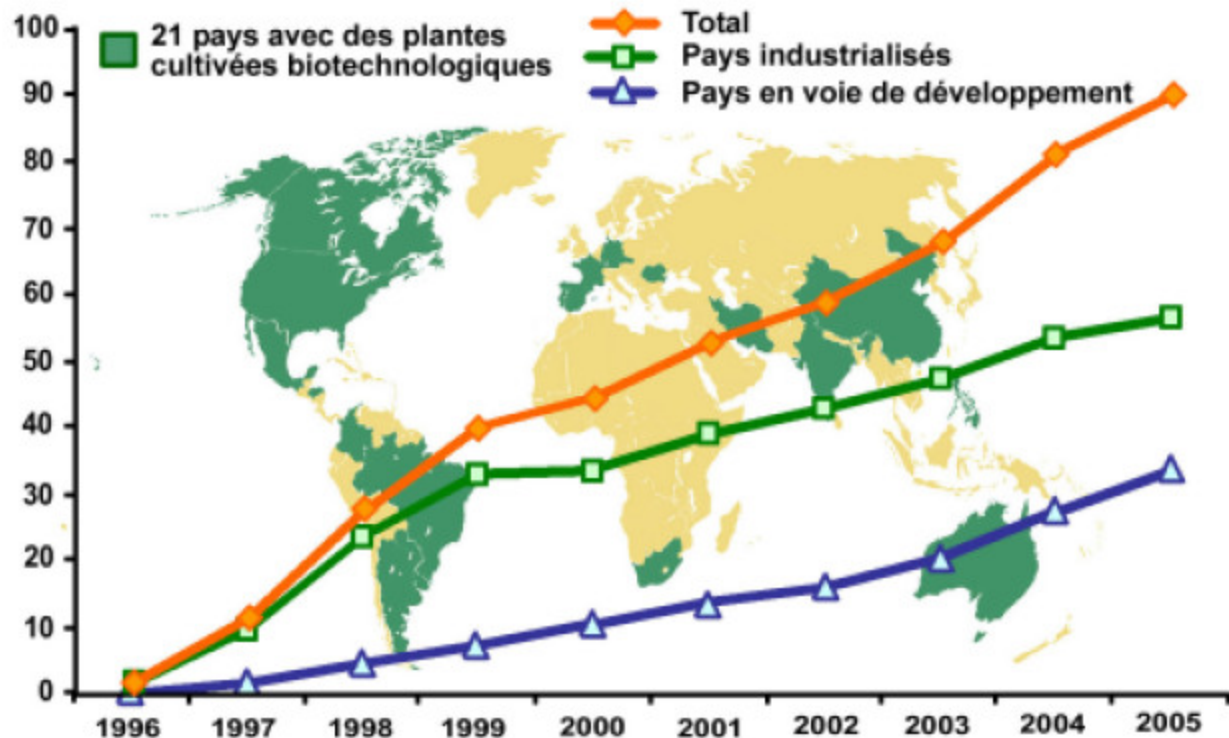 21 pays avec des plantes
cultivées biotechnologiques
Total
Pays industrialisés
Pays en voie de développement
100
90
80
70
60
50
40
30
20
10
0
1996 1997 1998 1999 2000 2001 2002 2003 2004 2005